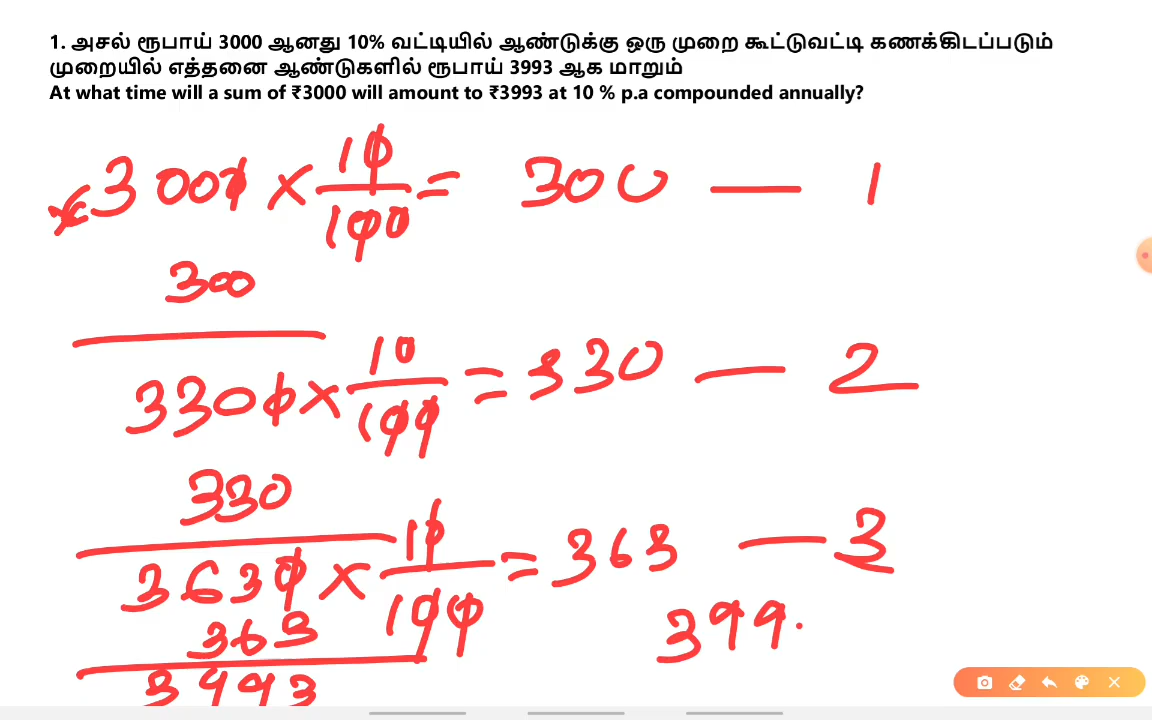 1. அசல் ரூபாய் 3000 ஆனது 10% வட்டியில் ஆண்டுக்கு ஒரு முறை கூட்டுவட்டி கணக்கிடப்படும்
முறையில் எத்தனை ஆண்டுகளில் ரூபாய் 3993 ஆக மாறும்
At what time will a sum of ₹3000 will amount to ₹3993 at 10 % p.a compounded annually?
3000 × 10/100 = 300 — 1
300
3300 × 10/100 = 330 — 2
330
3630 × 10/100 = 363 — 3
363
399.
3993